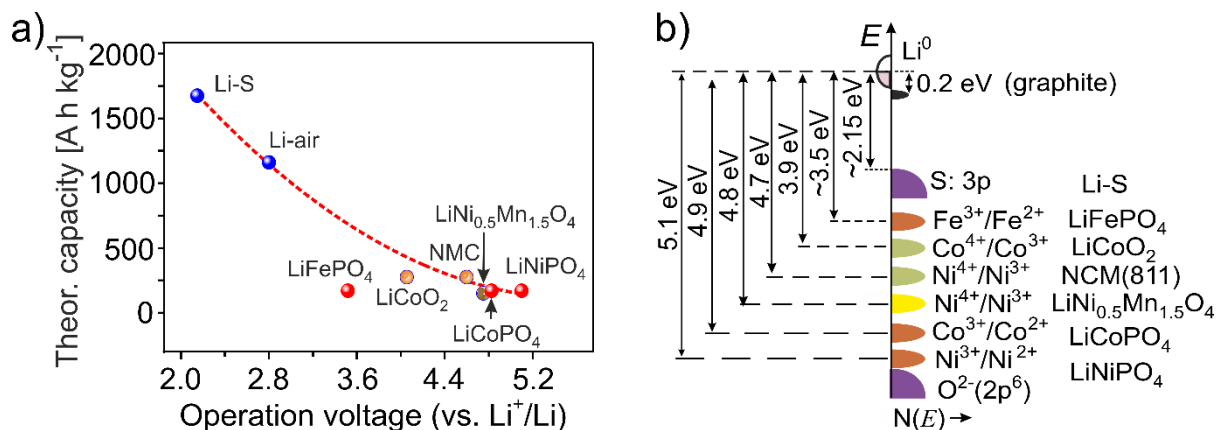 a)
Theor. capacity [A h kg⁻¹]
2000
1500
1000
500
0
Li-S
Li-air
LiNi₀.₅Mn₁.₅O₄
NMC
LiFePO₄
LiCoO₂
LiNiPO₄
LiCoPO₄
2.0 2.8 3.6 4.4 5.2
Operation voltage (vs. Li⁺/Li)
b)
E
Li⁰
0.2 eV (graphite)
5.1 eV
4.9 eV
4.8 eV
4.7 eV
3.9 eV
~3.5 eV
~2.15 eV
S: 3p Li-S
Fe³⁺/Fe²⁺ LiFePO₄
Co⁴⁺/Co³⁺ LiCoO₂
Ni⁴⁺/Ni³⁺ NCM(811)
Ni⁴⁺/Ni³⁺ LiNi₀.₅Mn₁.₅O₄
Co³⁺/Co²⁺ LiCoPO₄
Ni³⁺/Ni²⁺ LiNiPO₄
O²⁻(2p⁶)
N(E) →